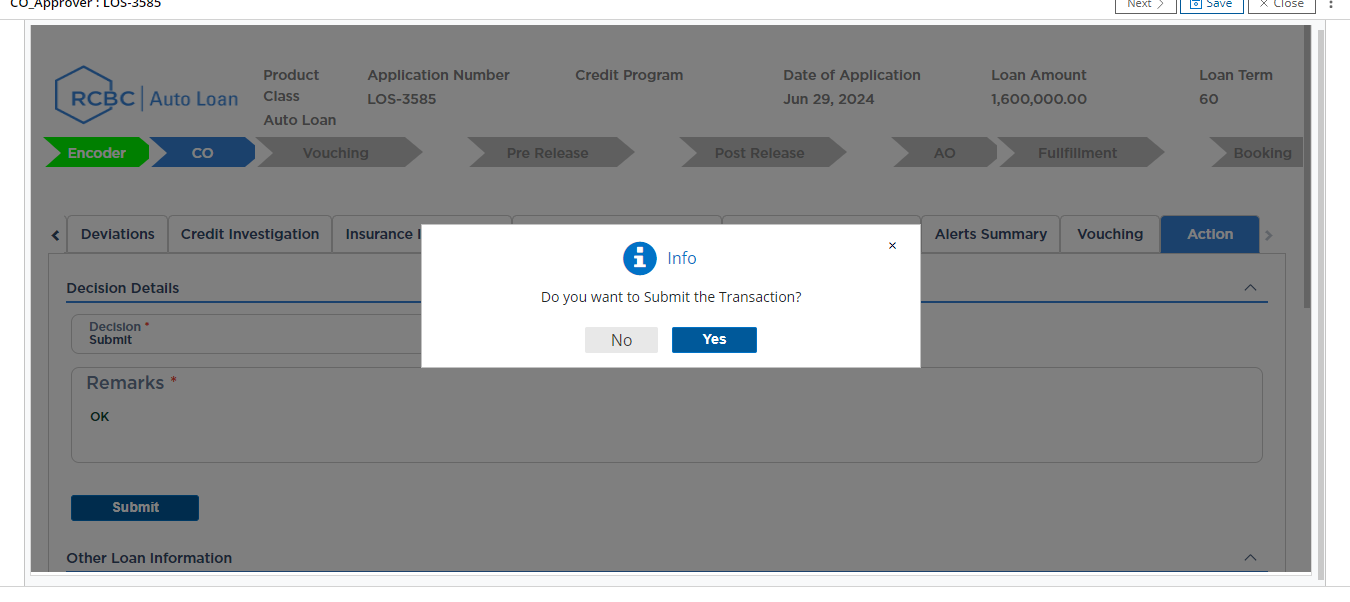 CO_Approver : LOS-3585
Next
Save
Close
RCBC Auto Loan
Product Class
Auto Loan
Application Number
LOS-3585
Credit Program
Date of Application
Jun 29, 2024
Loan Amount
1,600,000.00
Loan Term
60
Encoder
CO
Vouching
Pre Release
Post Release
AO
Fullfillment
Booking
Deviations
Credit Investigation
Insurance
Alerts Summary
Vouching
Action
Info
Do you want to Submit the Transaction?
No
Yes
Decision Details
Decision *
Submit
Remarks *
OK
Submit
Other Loan Information